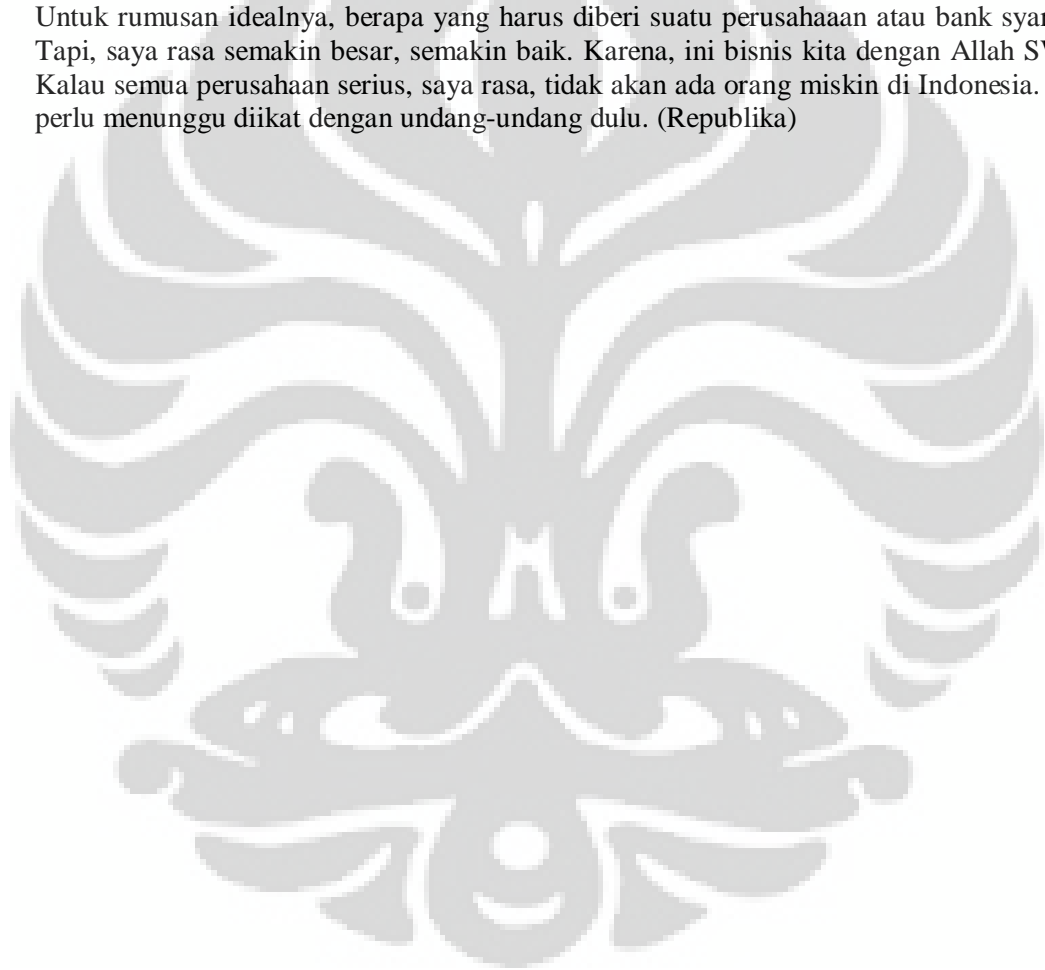 Untuk rumusan idealnya, berapa yang harus diberi suatu perusahaaan atau bank
Tapi, saya rasa semakin besar, semakin baik. Karena, ini bisnis kita dengan Allah
Kalau semua perusahaan serius, saya rasa, tidak akan ada orang miskin di Indonesia.
perlu menunggu diikat dengan undang-undang dulu. (Republika)